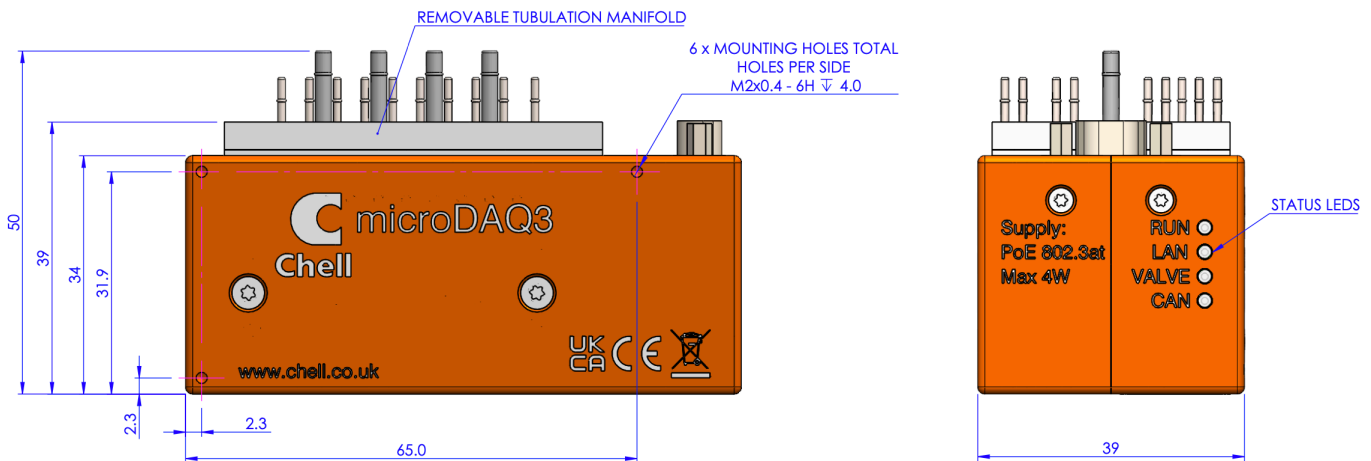 REMOVABLE TUBULATION MANIFOLD
6 x MOUNTING HOLES TOTAL
HOLES PER SIDE
M2x0.4 - 6H ↧ 4.0
50
39
34
31.9
2.3
2.3
65.0
C microDAQ3
Chell
www.chell.co.uk
UK
CA CE
STATUS LEDS
Supply:
PoE 802.3at
Max 4W
RUN
LAN
VALVE
CAN
39